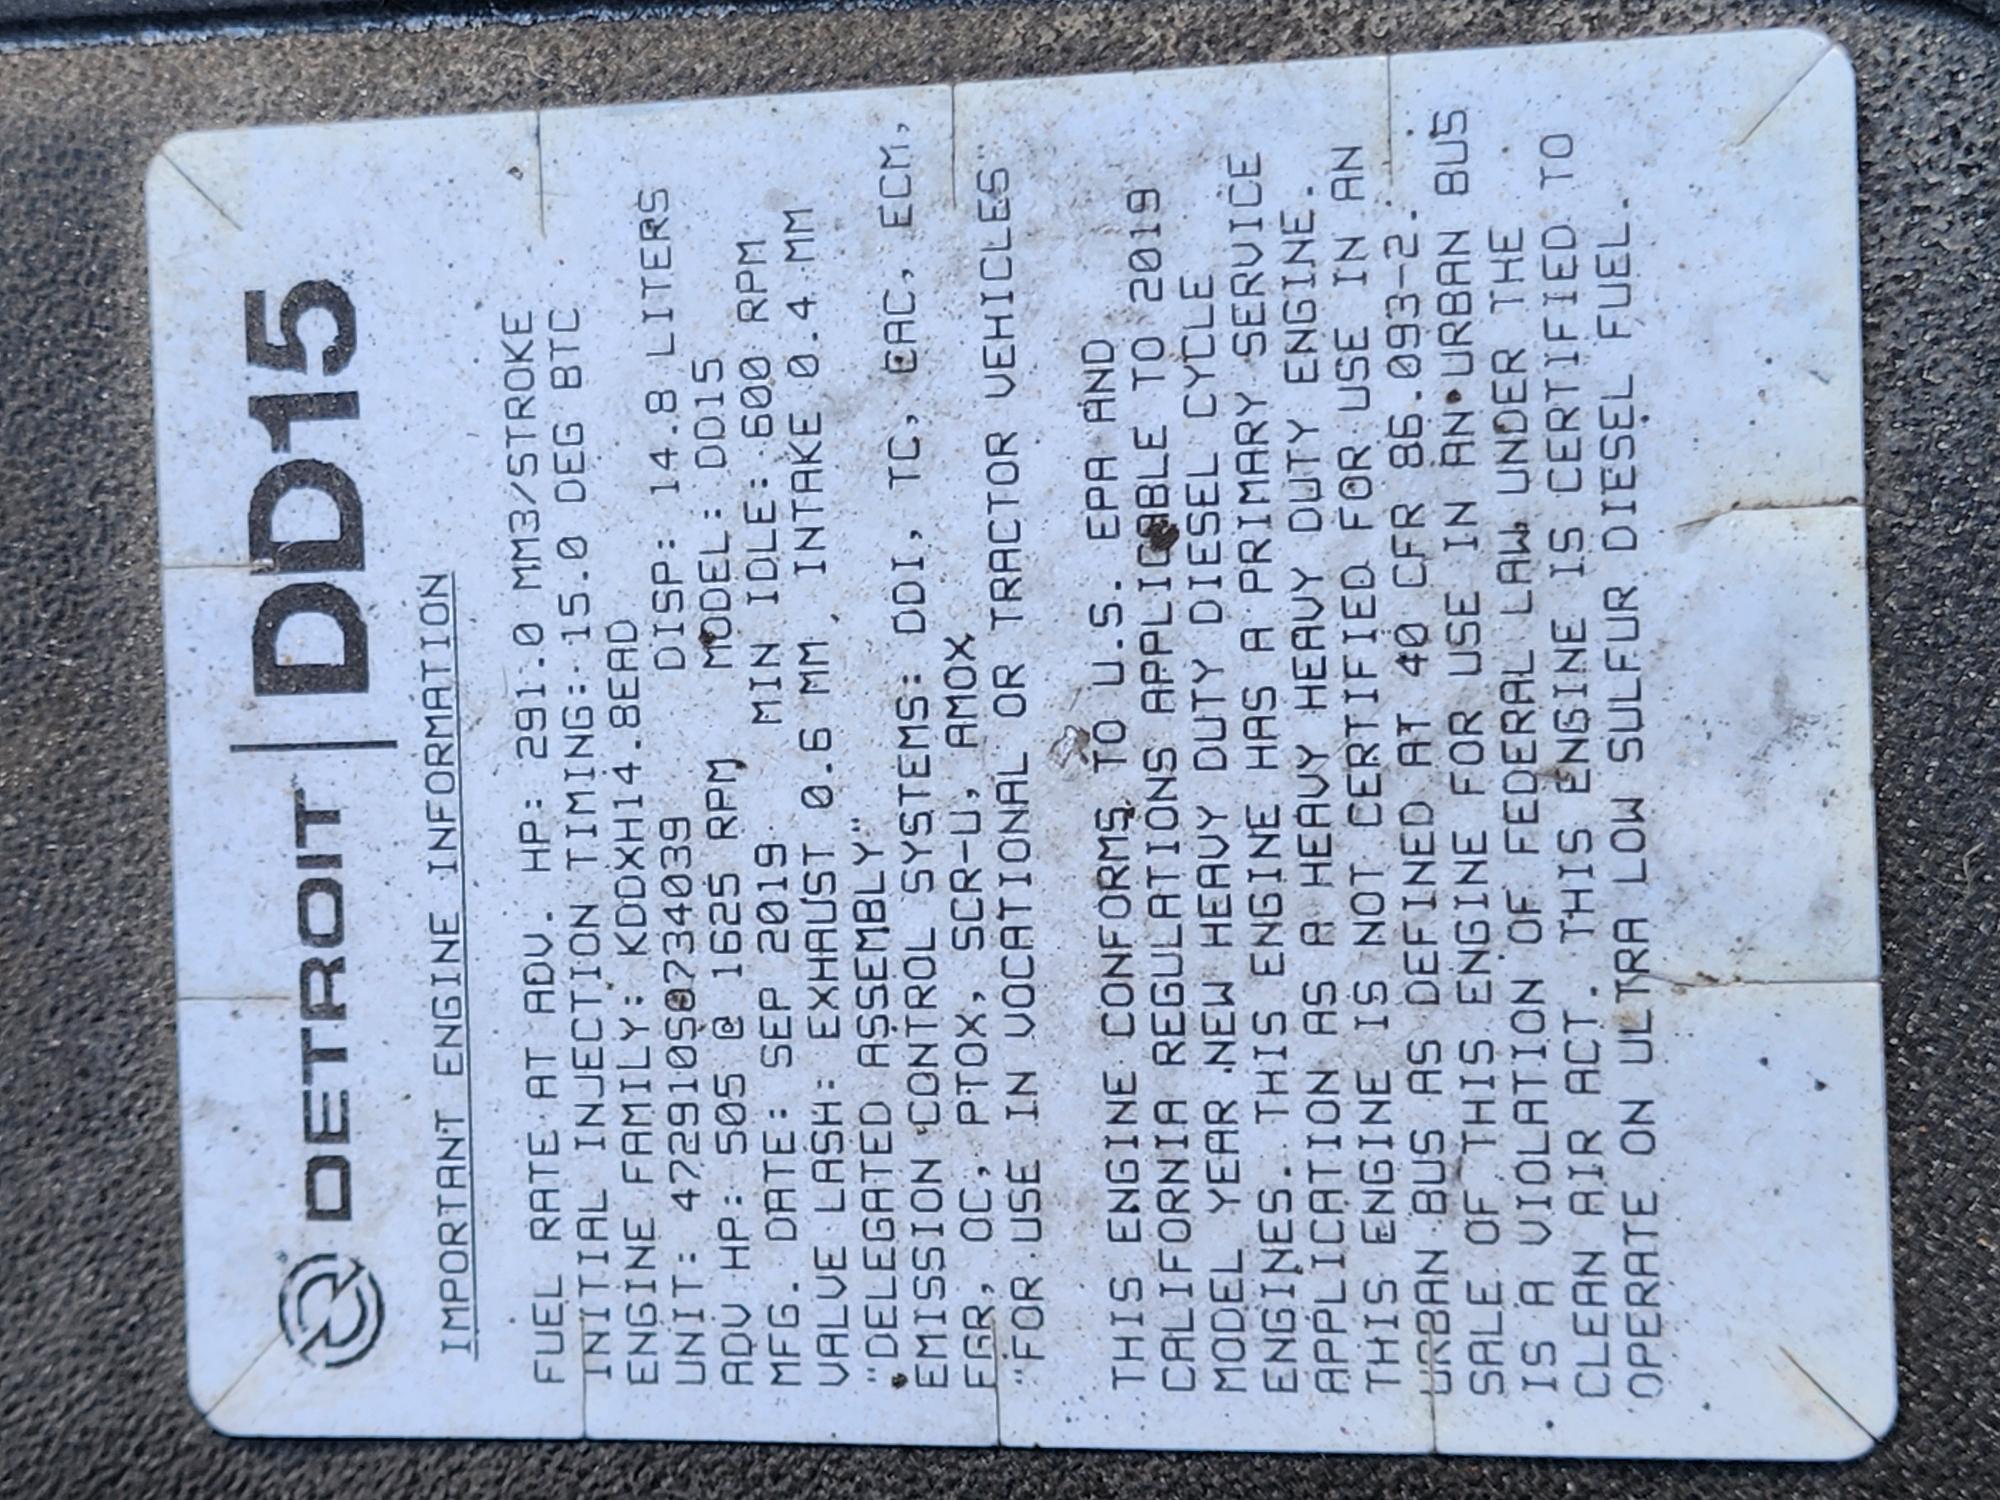 DETROIT | DD15
IMPORTANT ENGINE INFORMATION
FUEL RATE AT ADV. HP: 291.0 MM3/STROKE
INITIAL INJECTION TIMING: 15.0 DEG BTC
ENGINE FAMILY: KDDXH14.8EAD
UNIT: 472910S0734039 DISP: 14.8 LITERS
ADV HP: 505 @ 1625 RPM MODEL: DD15
MFG. DATE: SEP 2019 MIN IDLE: 600 RPM
VALVE LASH: EXHAUST 0.6 MM INTAKE 0.4 MM
"DELEGATED ASSEMBLY"
EMISSION CONTROL SYSTEMS: DDI, TC, CAC, ECM,
EGR, OC, PTOX, SCR-U, AMOX
"FOR USE IN VOCATIONAL OR TRACTOR VEHICLES"
THIS ENGINE CONFORMS TO U.S. EPA AND
CALIFORNIA REGULATIONS APPLICABLE TO 2019
MODEL YEAR NEW HEAVY DUTY DIESEL CYCLE
ENGINES. THIS ENGINE HAS A PRIMARY SERVICE
APPLICATION AS A HEAVY HEAVY DUTY ENGINE.
THIS ENGINE IS NOT CERTIFIED FOR USE IN AN
URBAN BUS AS DEFINED AT 40 CFR 86.093-2.
SALE OF THIS ENGINE FOR USE IN AN URBAN BUS
IS A VIOLATION OF FEDERAL LAW UNDER THE
CLEAN AIR ACT. THIS ENGINE IS CERTIFIED TO
OPERATE ON ULTRA LOW SULFUR DIESEL FUEL.